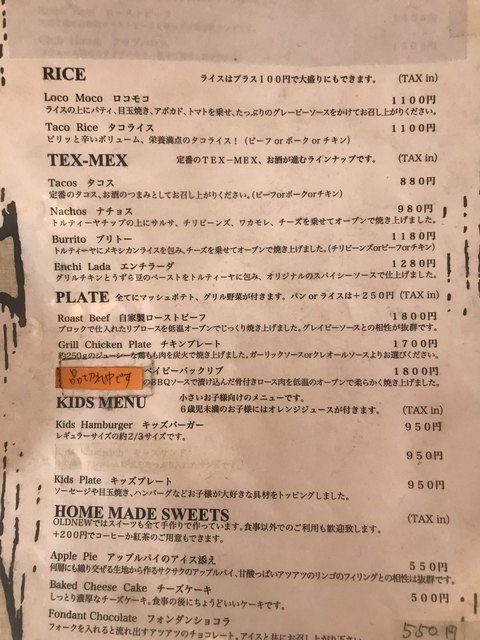 RICE ライスはプラス１００円で大盛りにもできます。 (TAX in)
Loco Moco ロコモコ １１００円
ライスの上にパティ、目玉焼き、アボカド、トマトを乗せ、たっぷりのグレービーソースをかけてお召し上がりください。
Taco Rice タコライス １１００円
ピリッと辛いボリューム、栄養満点のタコライス！（ビーフ or ポーク or チキン）
TEX-MEX 定番のＴＥＸ－ＭＥＸ、お酒が進むラインナップです。 (TAX in)
Tacos タコス ８８０円
定番のタコス、お酒のつまみとしてお召し上がりください。（ビーフorポークorチキン）
Nachos ナチョス ９８０円
トルティーヤチップの上にサルサ、チリビーンズ、ワカモレ、チーズを乗せてオーブンで焼き上げました。
Burrito ブリトー １１８０円
トルティーヤにメキシカンライスを包み、チーズを乗せてオーブンで焼き上げました。（チリビーンズorビーフorチキン）
Enchi Lada エンチラーダ １２８０円
グリルチキンとうずら豆のペーストをトルティーヤに包み、オリジナルのスパイシーソースで仕上げました。
PLATE 全てにマッシュポテト、グリル野菜が付きます。パン or ライスは＋２５０円 (TAX in)
Roast Beef 自家製ローストビーフ １８００円
ブロックで仕入れたリブロースを低温オーブンでじっくり焼き上げました。グレイビーソースとの相性が抜群です。
Grill Chicken Plate チキンプレート １７００円
約250gのジューシーな鶏もも肉を炭火で焼き上げました。ガーリックソースorクレオールソースよりお選びください。
品切れ中です ベイビーバックリブ １８００円
のＢＢＱソースで漬け込んだ骨付きロース肉を低温のオーブンで柔らかく焼き上げました。
KIDS MENU 小さいお子様向けのメニューです。
６歳児未満のお子様にはオレンジジュースが付きます。 (TAX in)
Kids Hamburger キッズバーガー ９５０円
レギュラーサイズの約２/３サイズです。
９５０円
Kids Plate キッズプレート ９５０円
ソーセージや目玉焼き、ハンバーグなどお子様が大好きな具材をトッピングしました。
HOME MADE SWEETS (TAX in)
OLDNEWではスイーツも全て手作りで作っています。食事以外でのご利用も歓迎致します。
＋２００円でコーヒーか紅茶のご用意もできます。
Apple Pie アップルパイのアイス添え ５５０円
何層にも織り交ぜる生地から作るサクサクのアップルパイ、甘酸っぱいアツアツのリンゴのフィリングとの相性は抜群です。
Baked Cheese Cake チーズケーキ ５００円
しっとり濃厚なチーズケーキ。食事の後にちょうどいいケーキです。
Fondant Chocolate フォンダンショコラ 550円
フォークを入れると流れ出すアツアツのチョコレート。アイスと共にお召し上がり下さい。